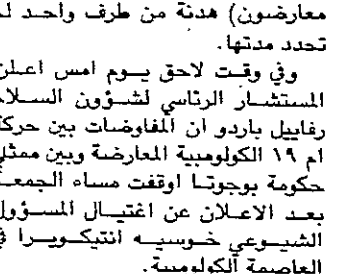 معارضون) هدنة من طرف واحد لـ
تحدد مدتها.
وفي وقت لاحق يوم امس اعلن
المستشار الرئاسي لشؤون السلام
رفاييل باردو ان المفاوضات بين حركة
ام ١٩ الكولومبية المعارضة وبين ممثلي
حكومة بوجوتا اوقفت مساء الجمعة
بعد الاعلان عن اغتيال المسؤول
الشيوعي خوسيه انتيكويرا في
العاصمة الكولومبية.